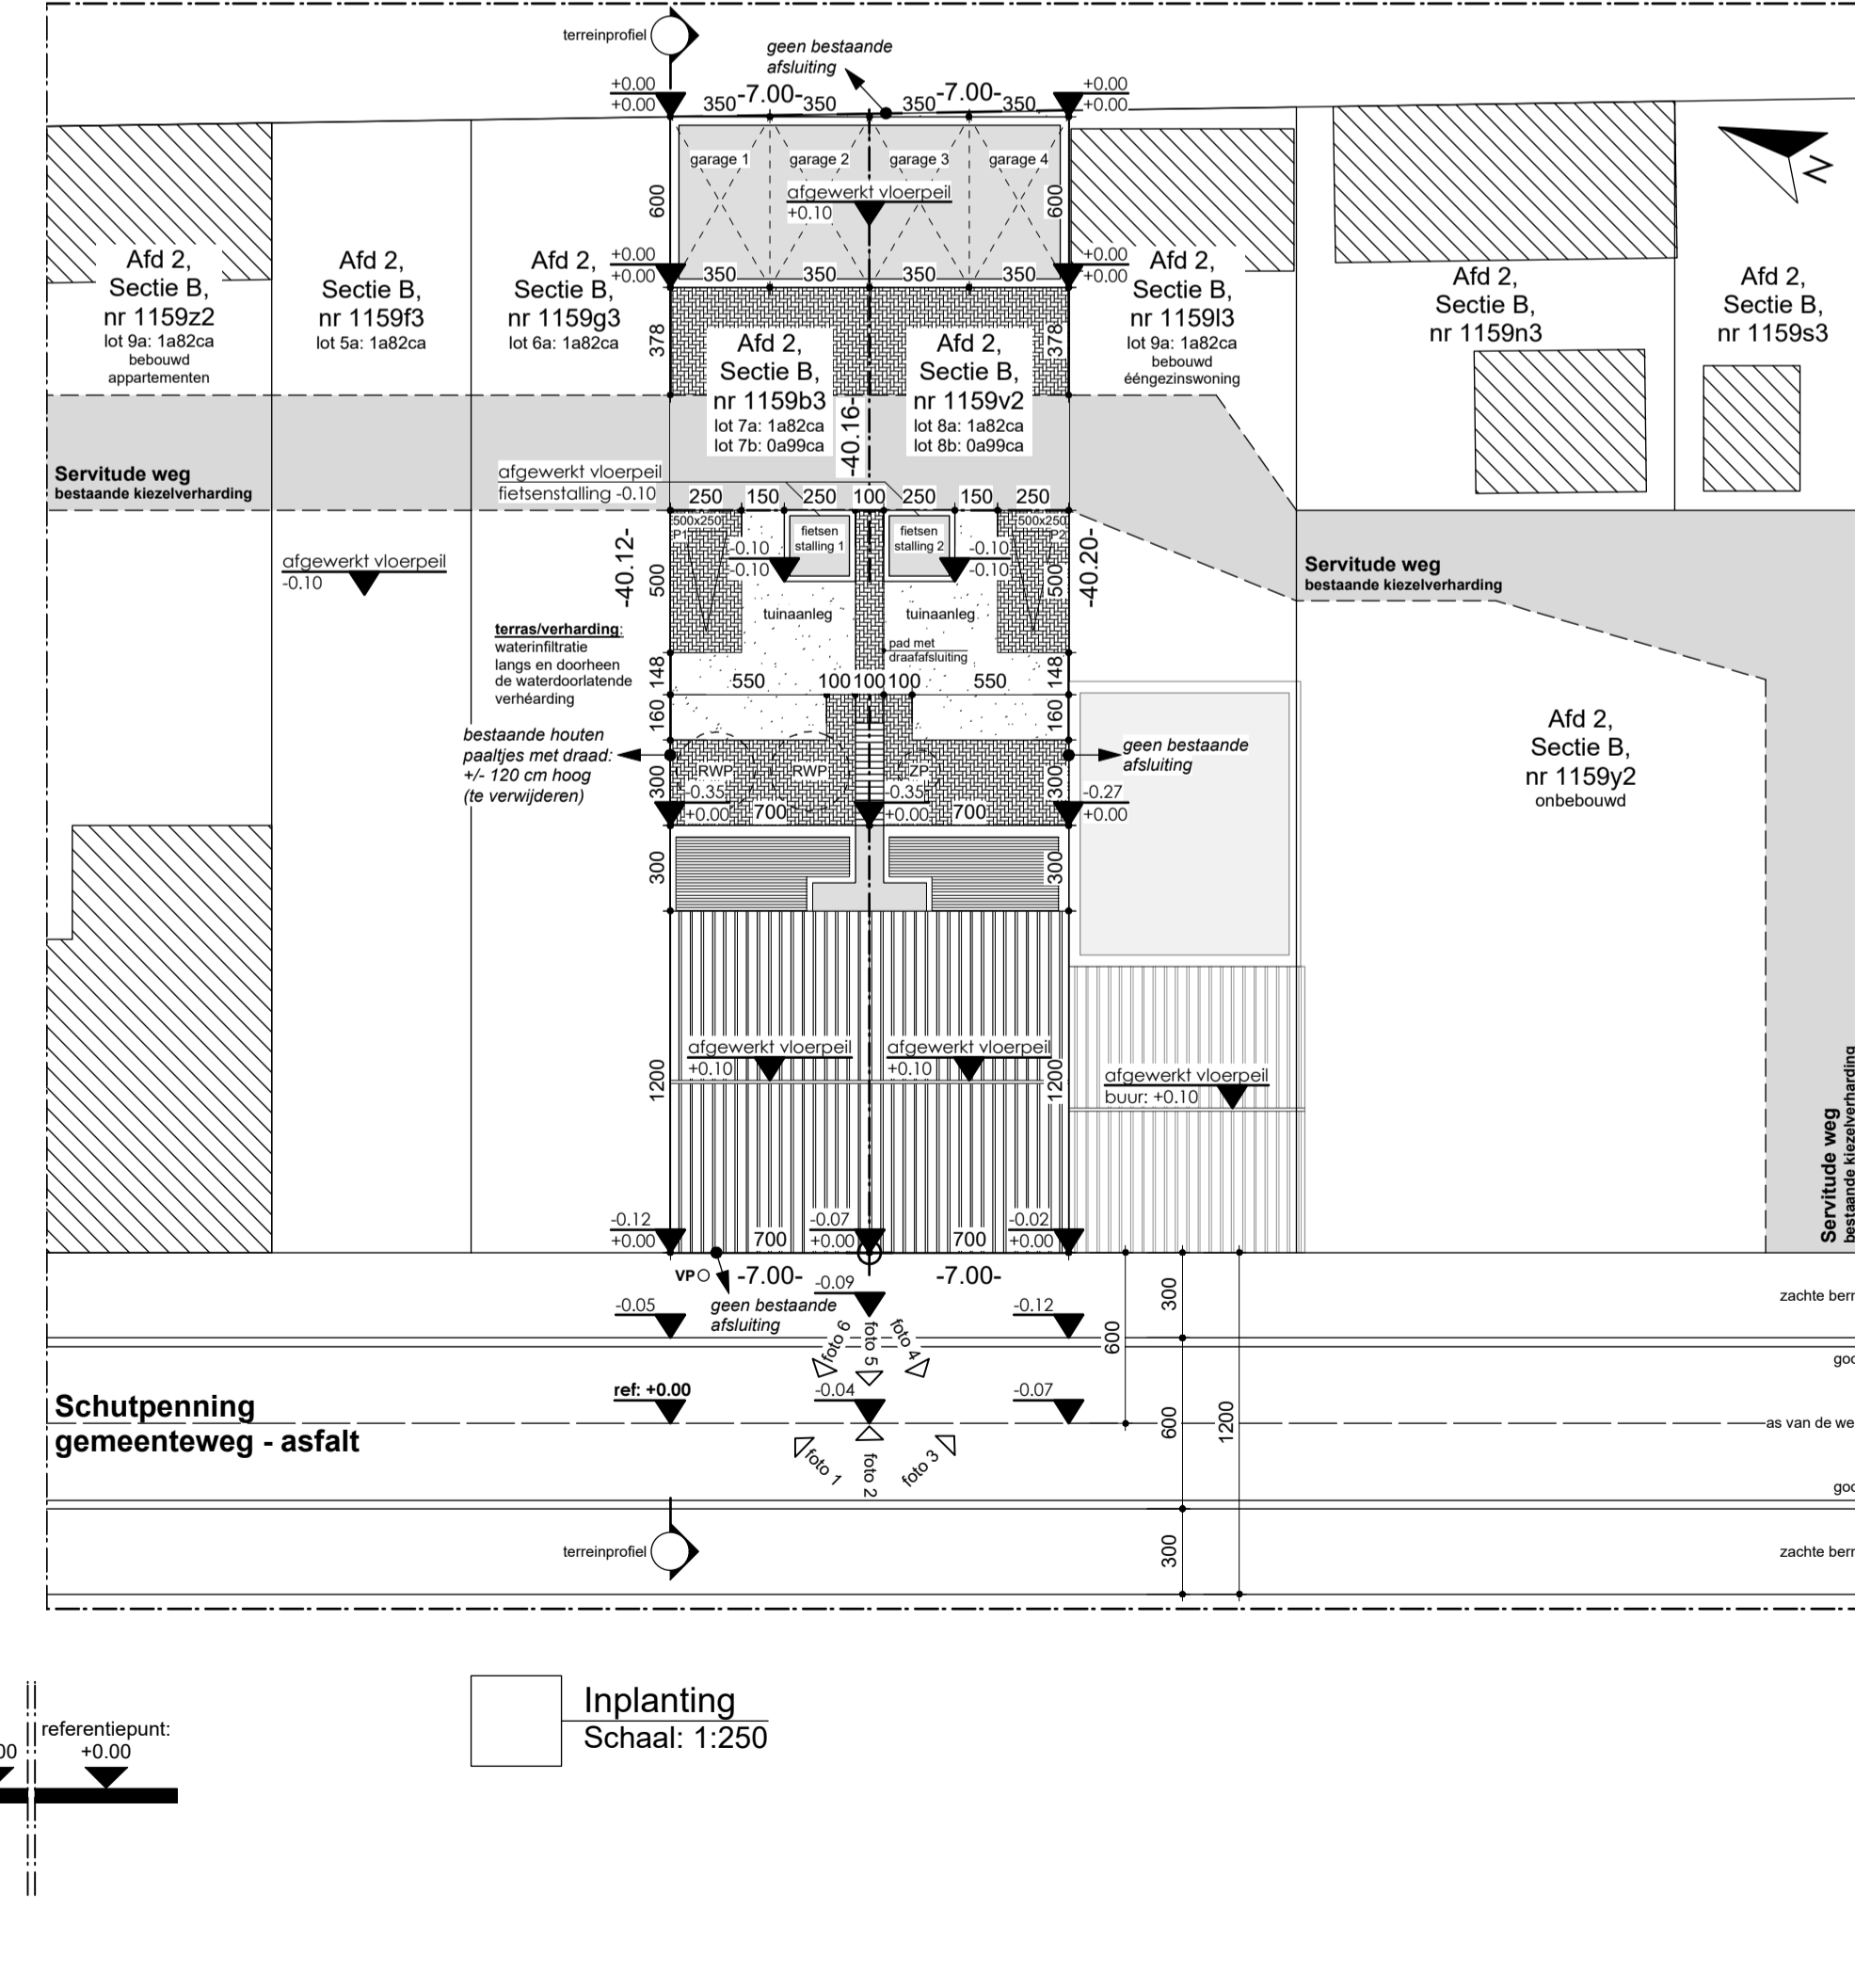 terreinprofiel
geen bestaande
afsluiting
+0.00
+0.00
350 -7.00- 350
350 -7.00- 350
+0.00
+0.00
garage 1
garage 2
garage 3
garage 4
600
afgewerkt vloerpeil
+0.10
600
N
+0.00
+0.00
350
350
350
350
+0.00
+0.00
Afd 2,
Sectie B,
nr 1159z2
lot 9a: 1a82ca
bebouwd
appartementen
Afd 2,
Sectie B,
nr 1159f3
lot 5a: 1a82ca
Afd 2,
Sectie B,
nr 1159g3
lot 6a: 1a82ca
378
Afd 2,
Sectie B,
nr 1159b3
lot 7a: 1a82ca
lot 7b: 0a99ca
-40.16-
Afd 2,
Sectie B,
nr 1159v2
lot 8a: 1a82ca
lot 8b: 0a99ca
378
Afd 2,
Sectie B,
nr 1159l3
lot 9a: 1a82ca
bebouwd
ééngezinswoning
Afd 2,
Sectie B,
nr 1159n3
Afd 2,
Sectie B,
nr 1159s3
Servitude weg
bestaande kiezelverharding
afgewerkt vloerpeil
fietsenstalling -0.10
250 150 250 100 250 150 250
500x250
P1
fietsen
stalling 1
fietsen
stalling 2
500x250
P2
-0.10
-0.10
-0.10
-0.10
afgewerkt vloerpeil
-0.10
-40.12-
500
500
-40.20-
Servitude weg
bestaande kiezelverharding
tuinaanleg
tuinaanleg
pad met
draafafsluiting
terras/verharding:
waterinfiltratie
langs en doorheen
de waterdoorlatende
verhéarding
148
148
550 100 100 100 550
160
160
bestaande houten
paaltjes met draad:
+/- 120 cm hoog
(te verwijderen)
geen bestaande
afsluiting
RWP
RWP
ZP
300
300
-0.35
+0.00
700
-0.35
+0.00
700
-0.27
+0.00
Afd 2,
Sectie B,
nr 1159y2
onbebouwd
300
300
1200
afgewerkt vloerpeil
+0.10
afgewerkt vloerpeil
+0.10
1200
afgewerkt vloerpeil
buur: +0.10
Servitude weg
bestaande kiezelverharding
-0.12
+0.00
700
-0.07
+0.00
700
-0.02
+0.00
VP
-7.00-
-7.00-
geen bestaande
afsluiting
-0.05
-0.09
-0.12
300
600
zachte berr
foto 6
foto 5
foto 4
goo
Schutpenning
gemeenteweg - asfalt
ref: +0.00
-0.04
-0.07
600
1200
as van de we
foto 1
foto 2
foto 3
goo
terreinprofiel
300
zachte berr
Inplanting
Schaal: 1:250
00
referentiepunt:
+0.00